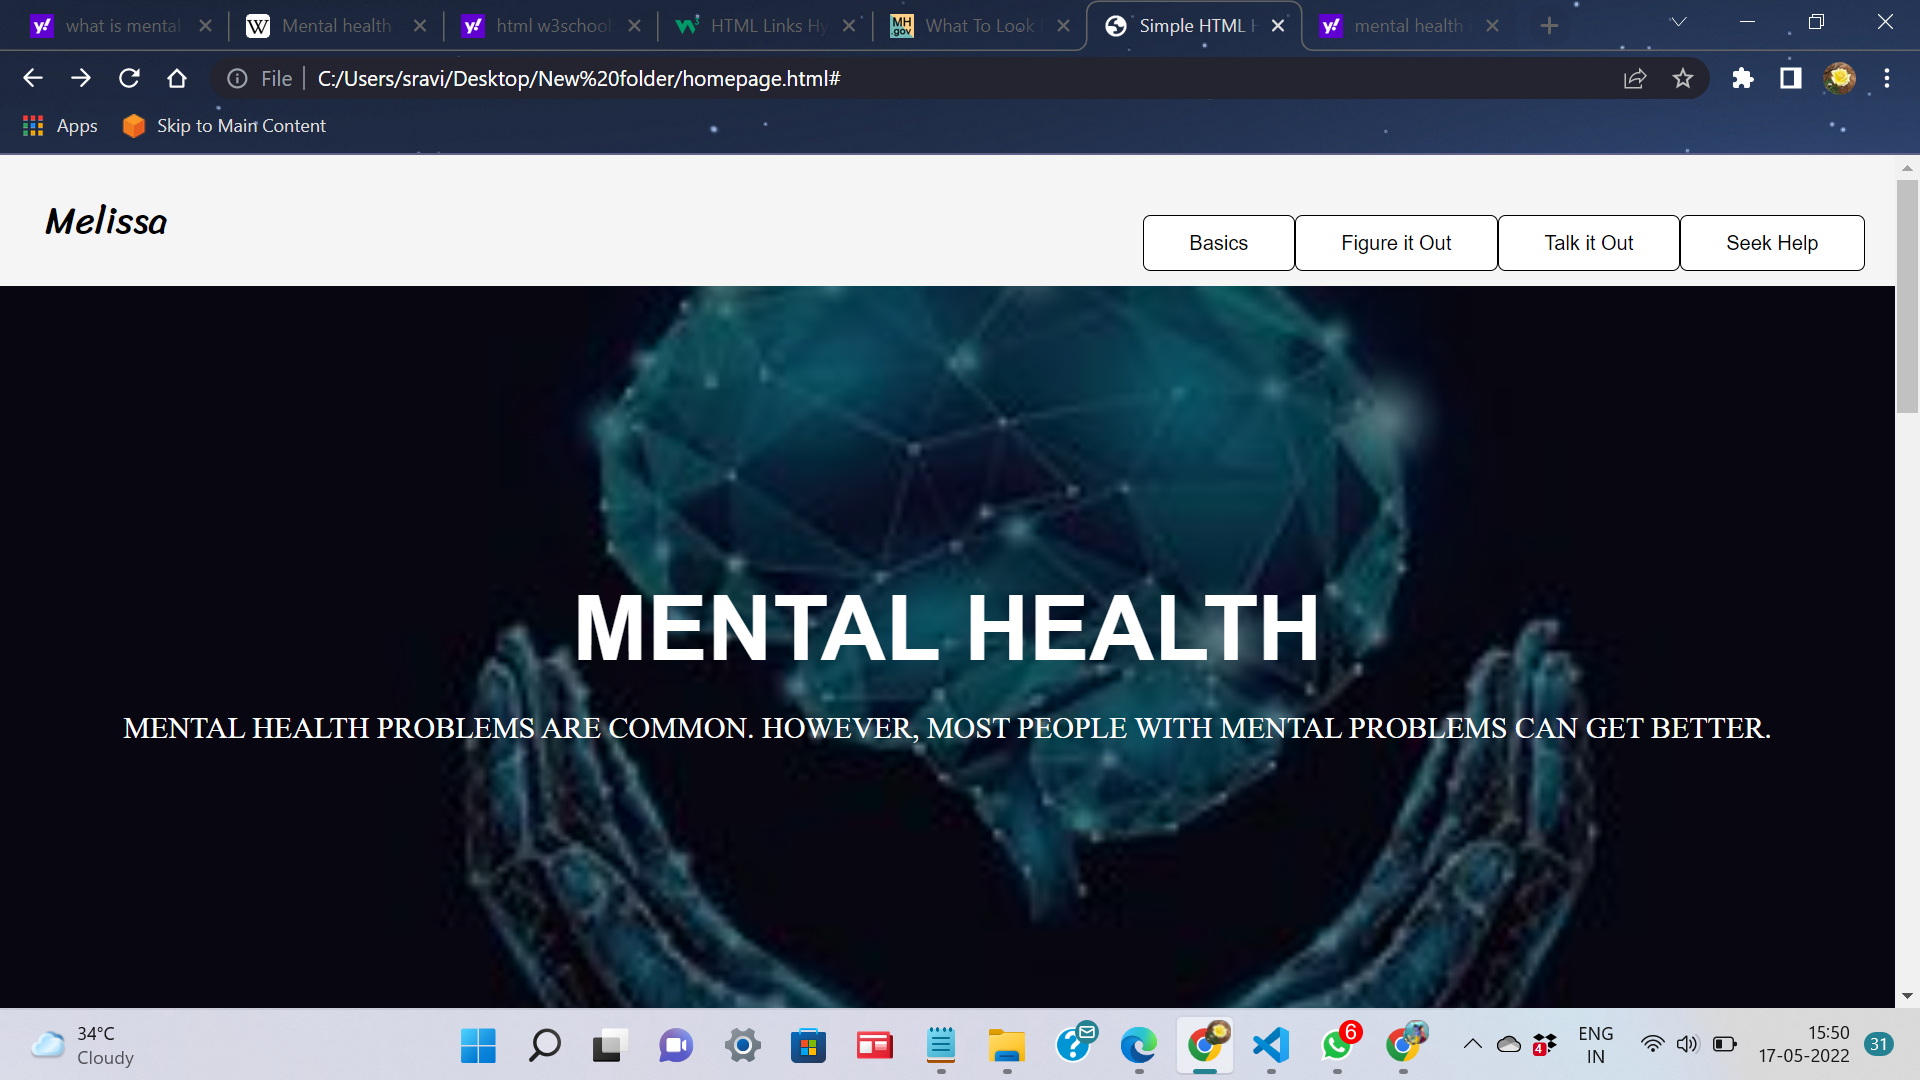 what is mental
Mental health
html w3school
HTML Links Hy
What To Look
Simple HTML H
mental health
File
C:/Users/sravi/Desktop/New%20folder/homepage.html#
Apps
Skip to Main Content
Melissa
Basics
Figure it Out
Talk it Out
Seek Help
MENTAL HEALTH
MENTAL HEALTH PROBLEMS ARE COMMON. HOWEVER, MOST PEOPLE WITH MENTAL PROBLEMS CAN GET BETTER.
34°C
Cloudy
6
4
ENG
IN
15:50
17-05-2022
31